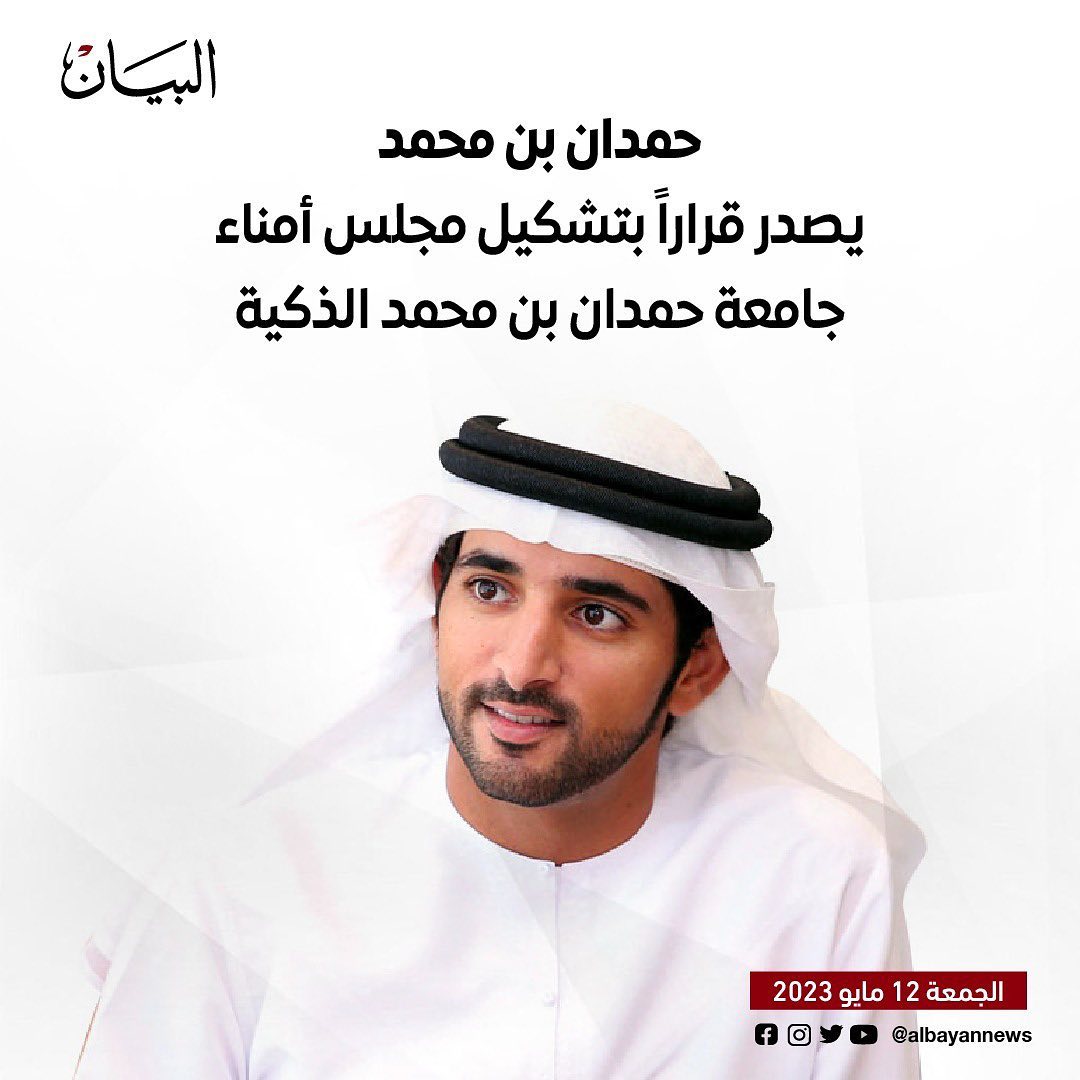 البيان
حمدان بن محمد
يصدر قراراً بتشكيل مجلس أمناء
جامعة حمدان بن محمد الذكية
الجمعة 12 مايو 2023
@albayannews